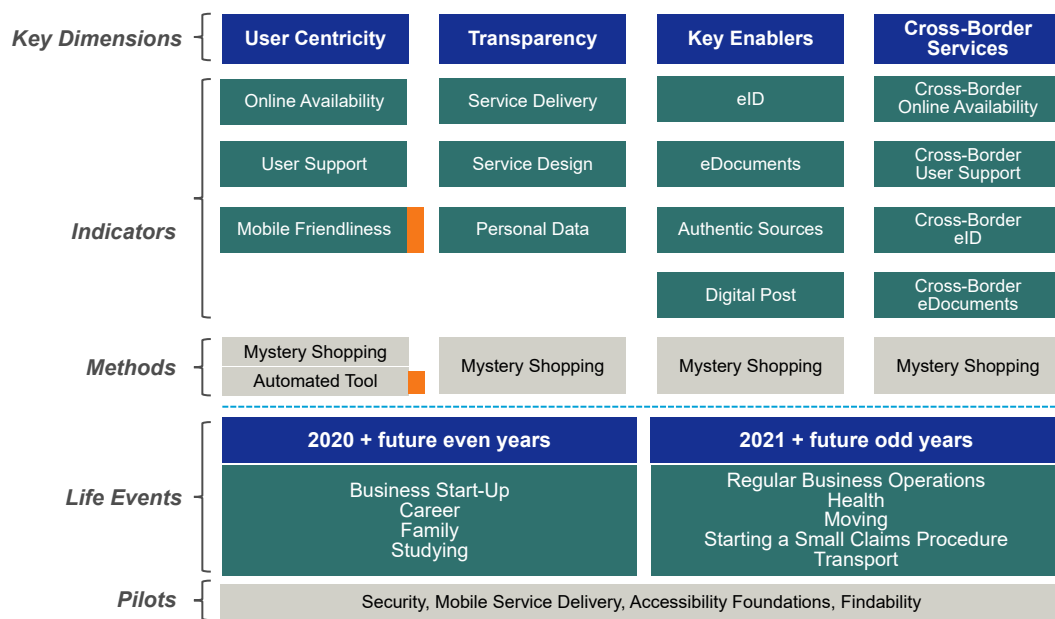 Key Dimensions
User Centricity
Transparency
Key Enablers
Cross-Border
Services
Indicators
Online Availability
Service Delivery
eID
Cross-Border
Online Availability
User Support
Service Design
eDocuments
Cross-Border
User Support
Mobile Friendliness
Personal Data
Authentic Sources
Cross-Border
eID
Digital Post
Cross-Border
eDocuments
Methods
Mystery Shopping
Automated Tool
Mystery Shopping
Mystery Shopping
Mystery Shopping
Life Events
2020 + future even years
Business Start-Up
Career
Family
Studying
2021 + future odd years
Regular Business Operations
Health
Moving
Starting a Small Claims Procedure
Transport
Pilots
Security, Mobile Service Delivery, Accessibility Foundations, Findability